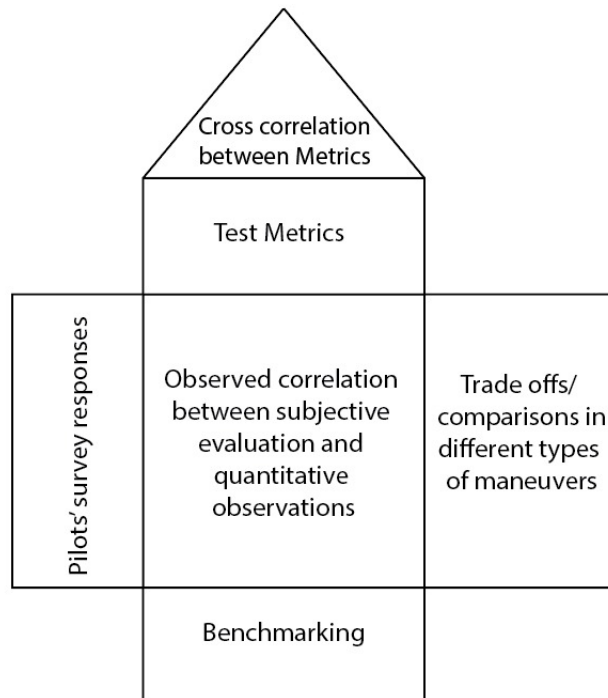 Cross correlation
between Metrics
Test Metrics
Pilots' survey responses
Observed correlation
between subjective
evaluation and
quantitative
observations
Trade offs/
comparisons in
different types
of maneuvers
Benchmarking